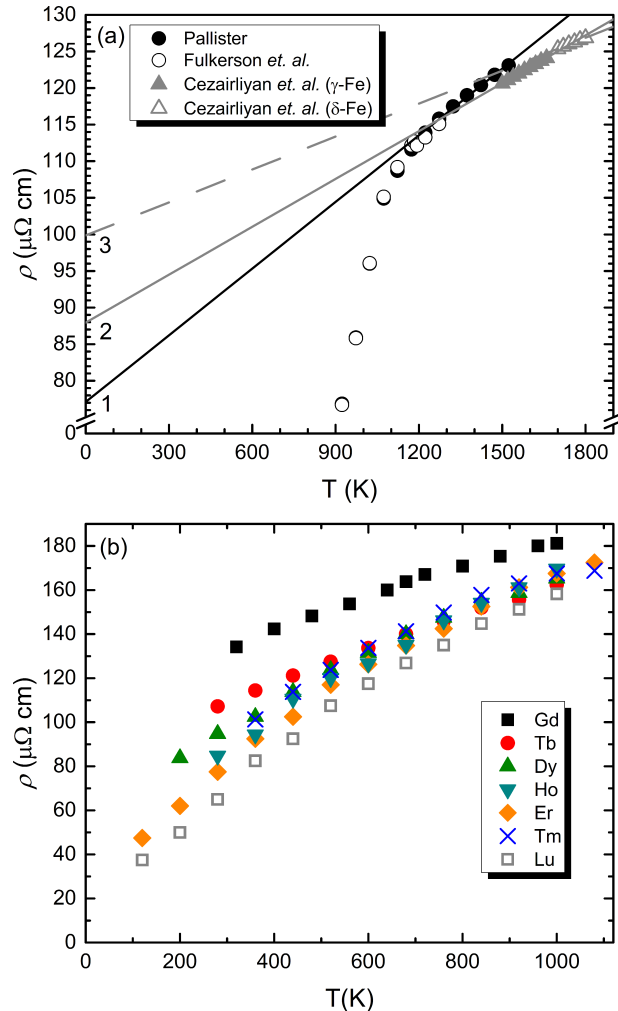 130
125
120
115
110
105
100
95
90
85
80
0
ρ (μΩ cm)
(a)
Pallister
Fulkerson et. al.
Cezairliyan et. al. (γ-Fe)
Cezairliyan et. al. (δ-Fe)
3
2
1
0 300 600 900 1200 1500 1800
T (K)
180
160
140
120
100
80
60
40
20
0
ρ (μΩ cm)
(b)
Gd
Tb
Dy
Ho
Er
Tm
Lu
200 400 600 800 1000
T(K)